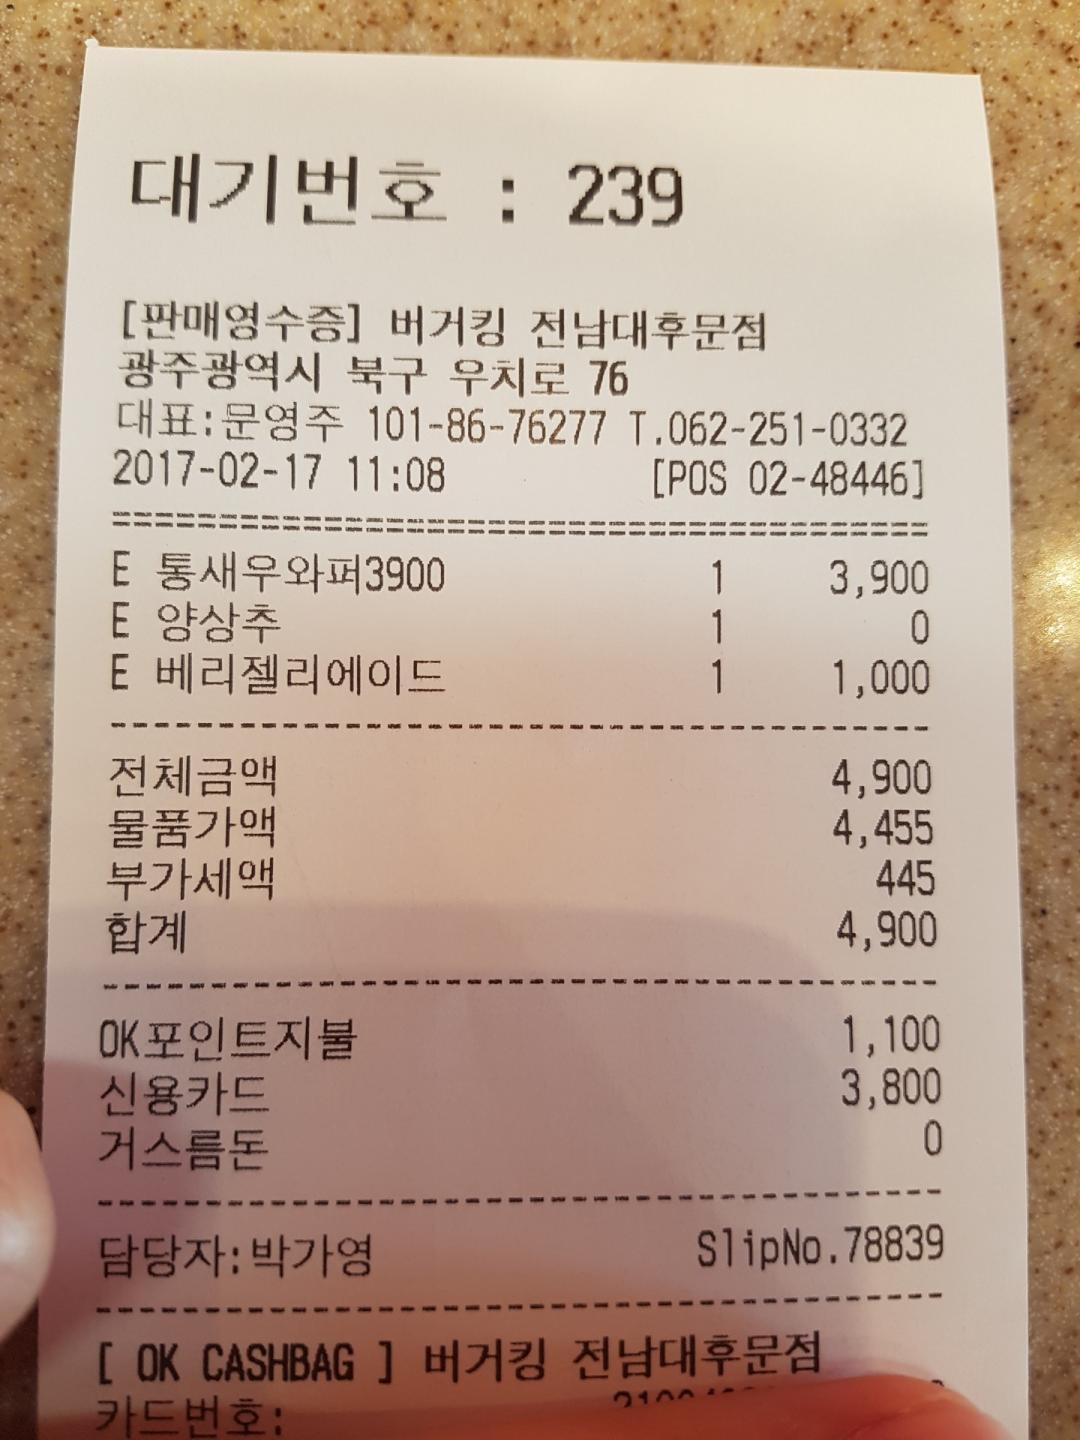 대기번호 : 239
[판매영수증] 버거킹 전남대후문점
광주광역시 북구 우치로 76
대표:문영주 101-86-76277 T.062-251-0332
2017-02-17 11:08 [POS 02-48446]
E 통새우와퍼3900 1 3,900
E 양상추 1 0
E 베리젤리에이드 1 1,000
전체금액 4,900
물품가액 4,455
부가세액 445
합계 4,900
OK포인트지불 1,100
신용카드 3,800
거스름돈 0
담당자:박가영 SlipNo.78839
[ OK CASHBAG ] 버거킹 전남대후문점
카드번호: